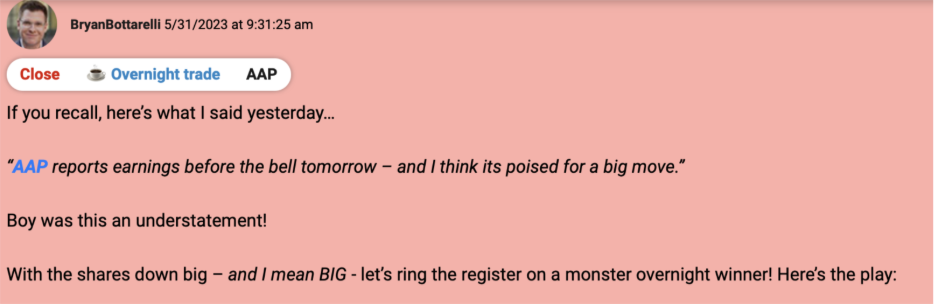 BryanBottarelli 5/31/2023 at 9:31:25 am
Close ☕ Overnight trade AAP
If you recall, here’s what I said yesterday…
“AAP reports earnings before the bell tomorrow – and I think its poised for a big move.”
Boy was this an understatement!
With the shares down big – and I mean BIG - let’s ring the register on a monster overnight winner! Here’s the play: